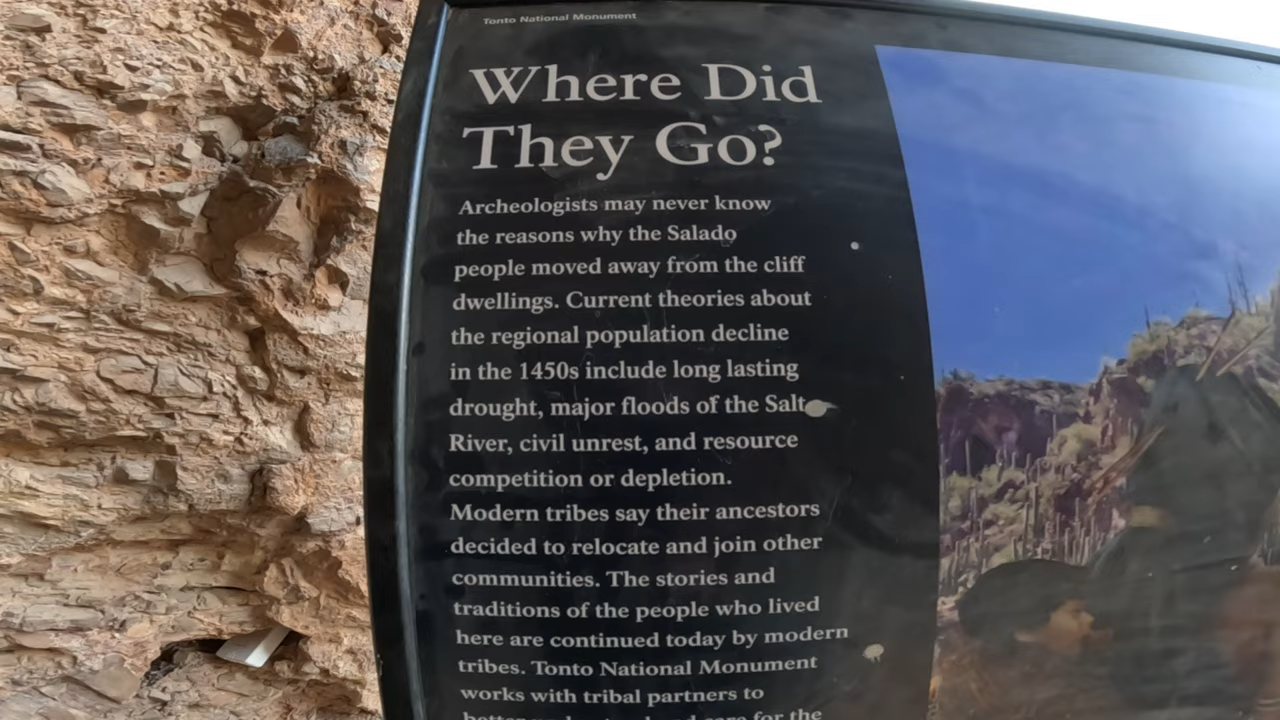 Tonto National Monument
Where Did
They Go?
Archeologists may never know
the reasons why the Salado
people moved away from the cliff
dwellings. Current theories about
the regional population decline
in the 1450s include long lasting
drought, major floods of the Salt
River, civil unrest, and resource
competition or depletion.
Modern tribes say their ancestors
decided to relocate and join other
communities. The stories and
traditions of the people who lived
here are continued today by modern
tribes. Tonto National Monument
works with tribal partners to
for the